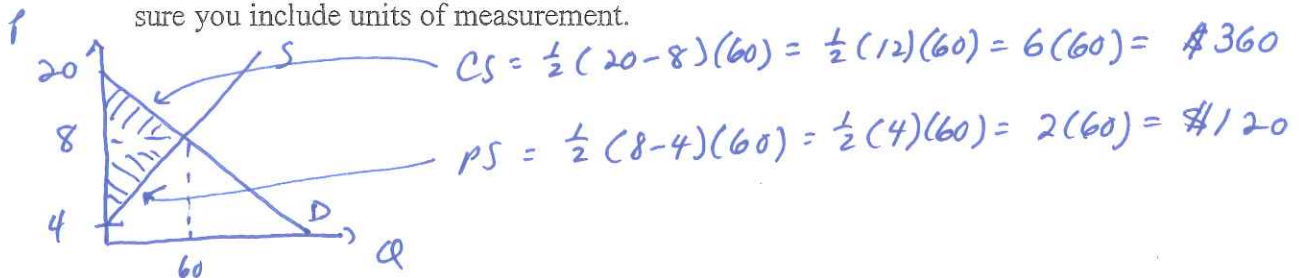 sure you include units of measurement.
P
20
S
CS = ½ (20-8)(60) = ½ (12)(60) = 6(60) = $360
8
PS = ½ (8-4)(60) = ½ (4)(60) = 2(60) = $120
4
D
60
Q